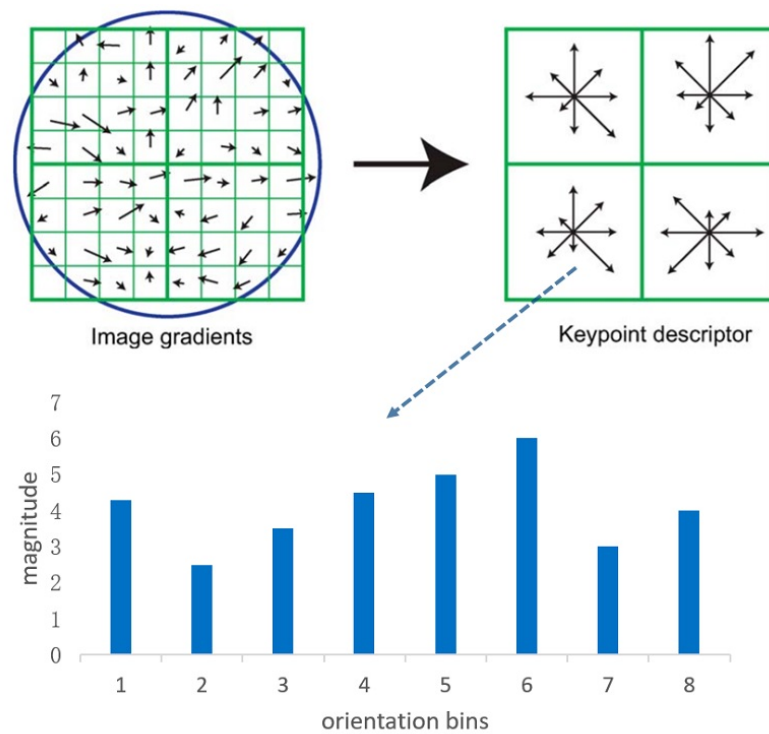 Image gradients
Keypoint descriptor
7
6
5
4
3
2
1
0
magnitude
1 2 3 4 5 6 7 8
orientation bins